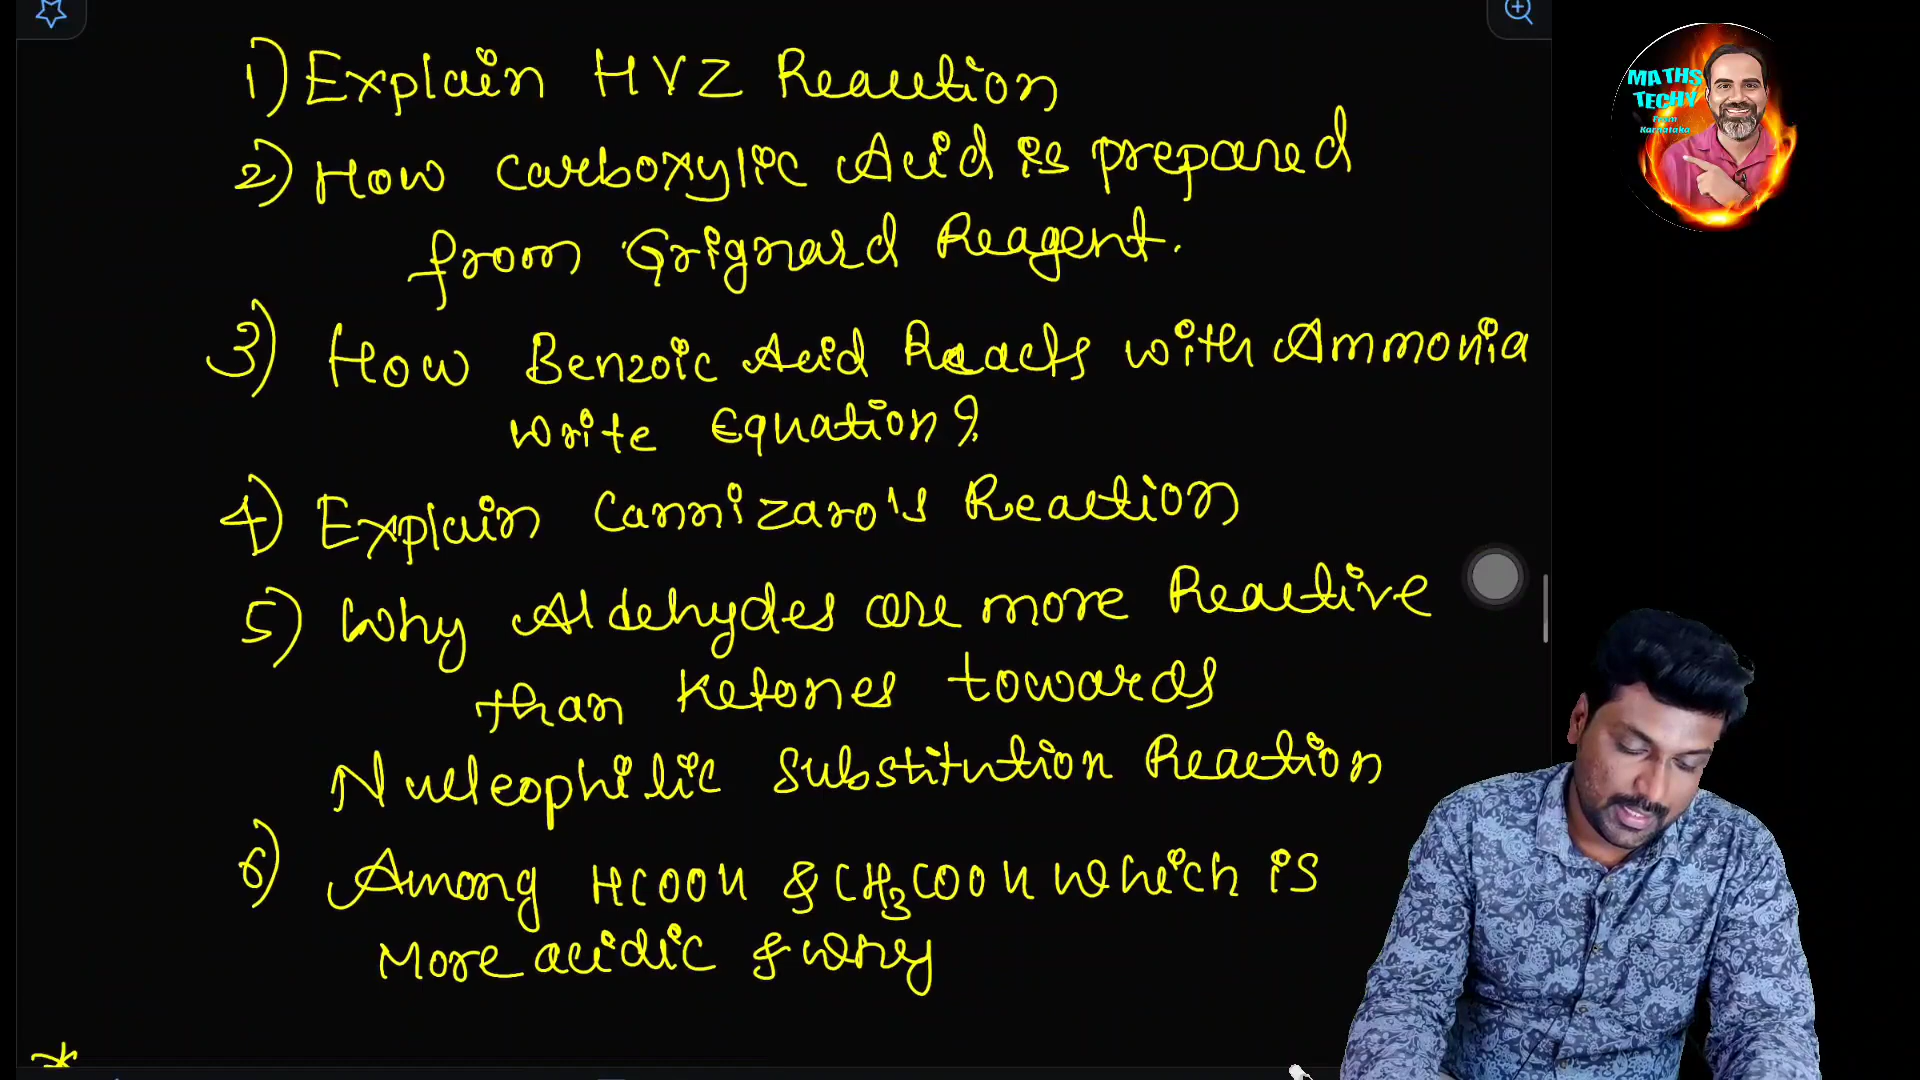 MATHS
TECHY
From
Karnataka
1) Explain HVZ Reaction
2) How Carboxylic Acid is prepared
from Grignard Reagent.
3) How Benzoic Acid Reacts with Ammonia
write Equation?
4) Explain Cannizaro's Reaction
5) Why Aldehydes are more Reactive
than Ketones towards
Nucleophilic Substitution Reaction
6) Among HCOOH & CH₃COOH which is
More acidic & why
*